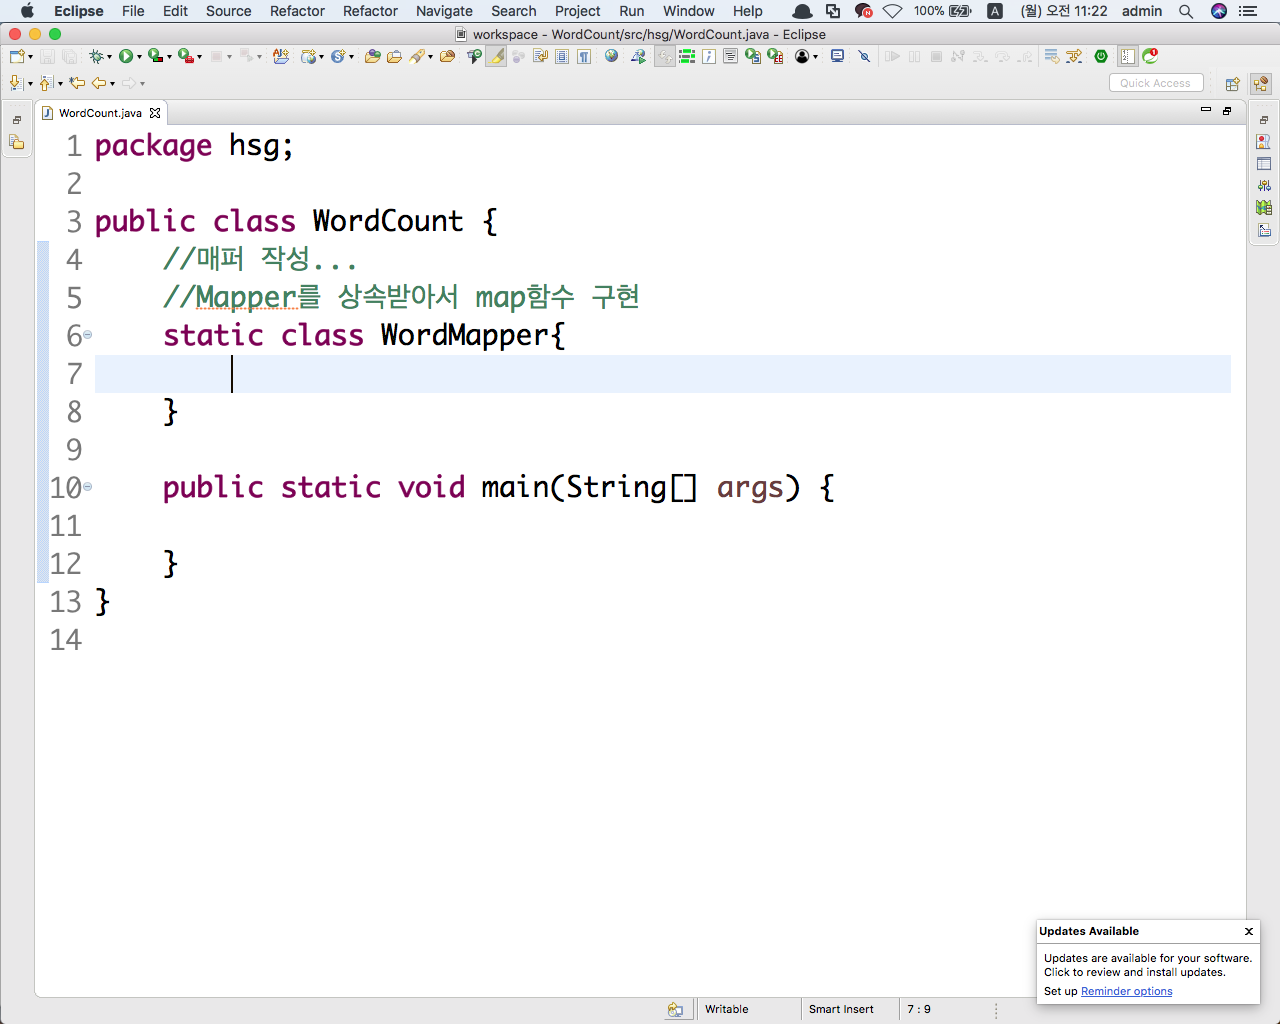 Eclipse File Edit Source Refactor Refactor Navigate Search Project Run Window Help 100% A (월) 오전 11:22 admin
workspace - WordCount/src/hsg/WordCount.java - Eclipse
Quick Access
WordCount.java
1 package hsg;
2
3 public class WordCount {
4 //매퍼 작성...
5 //Mapper를 상속받아서 map함수 구현
6 static class WordMapper{
7
8 }
9
10 public static void main(String[] args) {
11
12 }
13 }
14
Updates Available x
Updates are available for your software.
Click to review and install updates.
Set up Reminder options
Writable Smart Insert 7 : 9